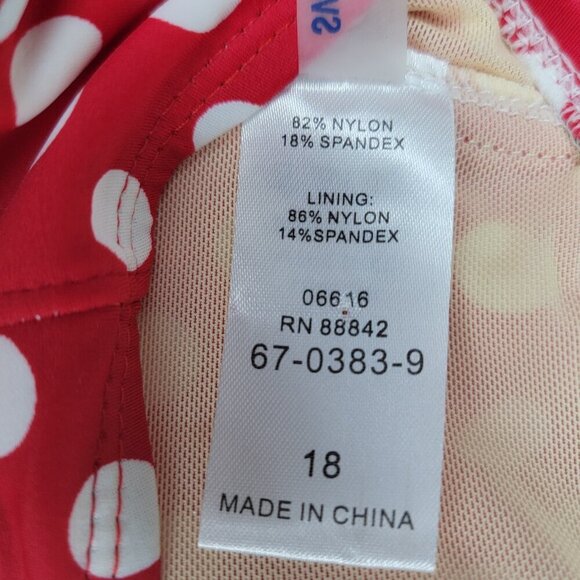 82% NYLON
18% SPANDEX
LINING:
86% NYLON
14%SPANDEX
06616
RN 88842
67-0383-9
18
MADE IN CHINA